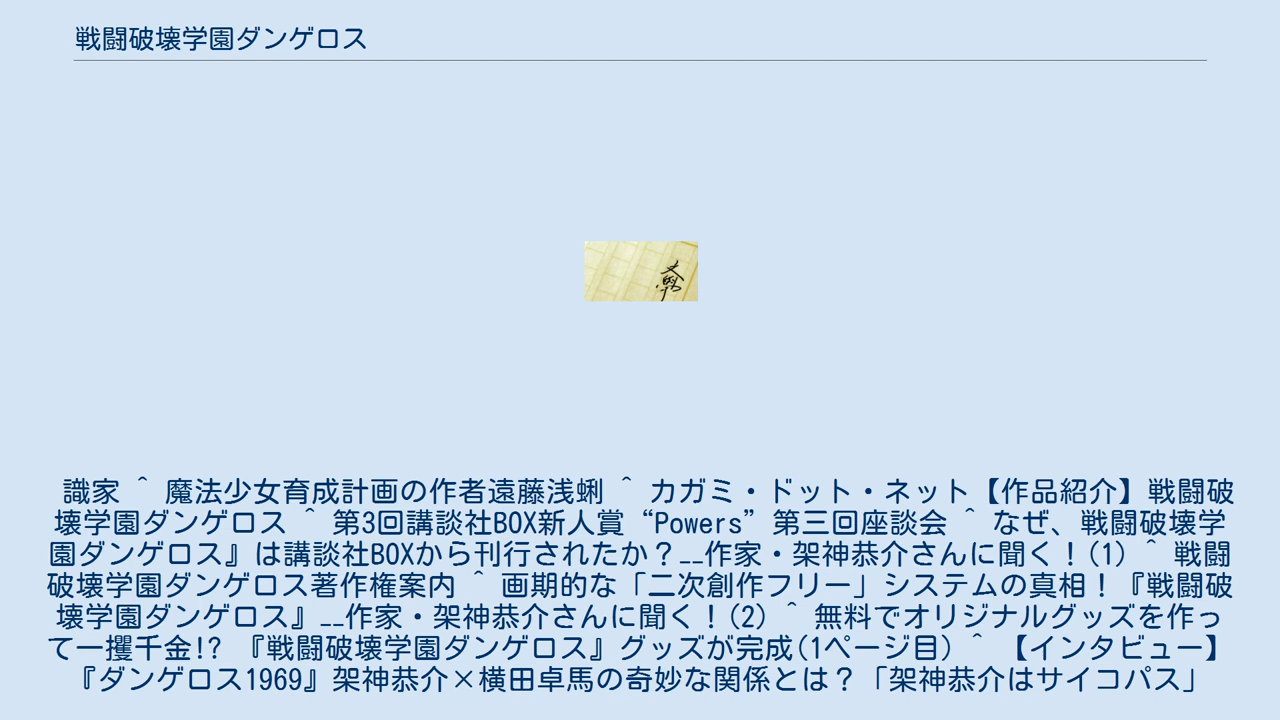 戦闘破壊学園ダンゲロス
識家 ^ 魔法少女育成計画の作者遠藤浅蜊 ^ カガミ・ドット・ネット【作品紹介】戦闘破
壊学園ダンゲロス ^ 第3回講談社BOX新人賞“Powers”第三回座談会 ^ なぜ、戦闘破壊学
園ダンゲロス』は講談社BOXから刊行されたか？__作家・架神恭介さんに聞く！(1) ^ 戦闘
破壊学園ダンゲロス著作権案内 ^ 画期的な「二次創作フリー」システムの真相！『戦闘破
壊学園ダンゲロス』__作家・架神恭介さんに聞く！(2) ^ 無料でオリジナルグッズを作っ
て一攫千金!? 『戦闘破壊学園ダンゲロス』グッズが完成(1ページ目) ^ 【インタビュー】
『ダンゲロス1969』架神恭介×横田卓馬の奇妙な関係とは？「架神恭介はサイコパス」